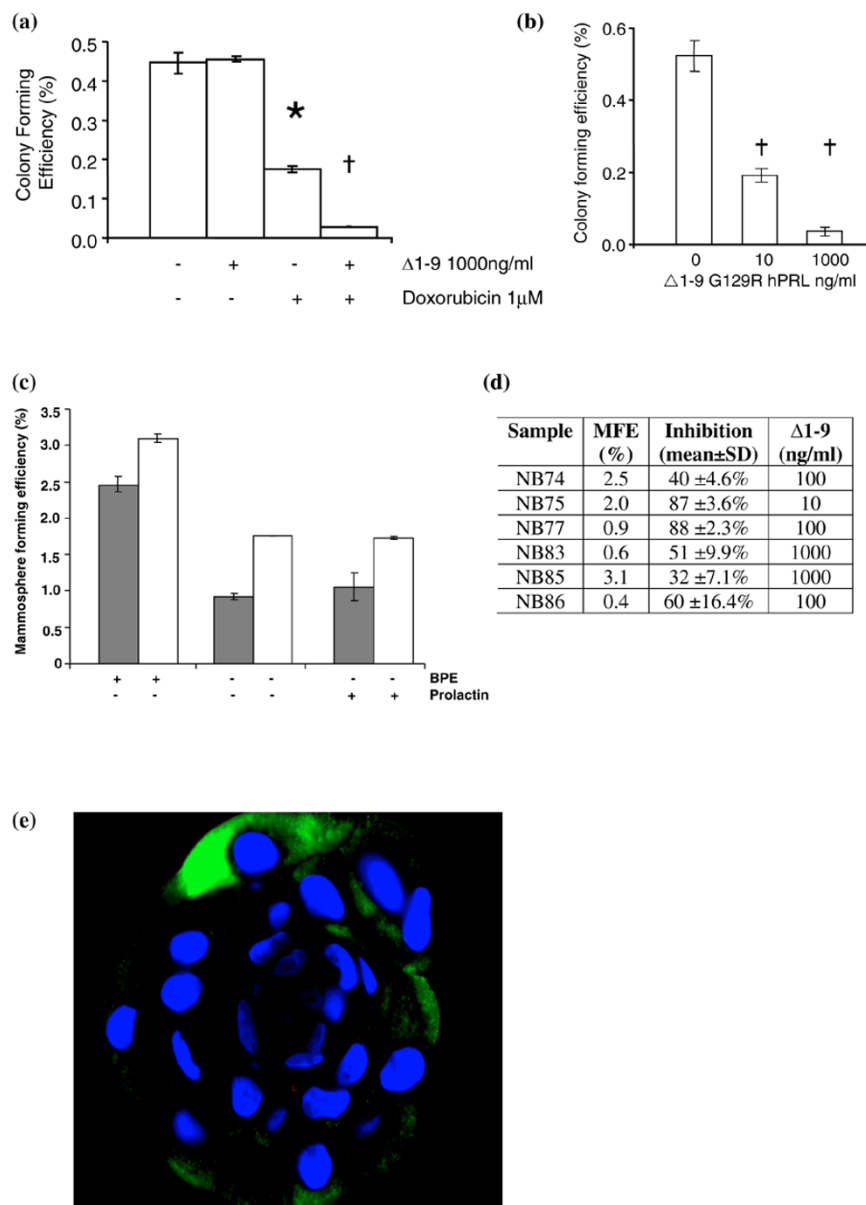 (a)
Colony Forming
Efficiency (%)
0.5
0.4
0.3
0.2
0.1
0.0
*
†
- + - + Δ1-9 1000ng/ml
- - + + Doxorubicin 1μM
(b)
Colony forming efficiency (%)
0.6
0.4
0.2
0.0
† †
0 10 1000
△1-9 G129R hPRL ng/ml
(c)
Mammosphere forming efficiency (%)
3.5
3.0
2.5
2.0
1.5
1.0
0.5
0
+ + - - - - BPE
- - - - + + Prolactin
(d)
Sample MFE (%) Inhibition (mean±SD) Δ1-9 (ng/ml)
NB74 2.5 40 ±4.6% 100
NB75 2.0 87 ±3.6% 10
NB77 0.9 88 ±2.3% 100
NB83 0.6 51 ±9.9% 1000
NB85 3.1 32 ±7.1% 1000
NB86 0.4 60 ±16.4% 100
(e)